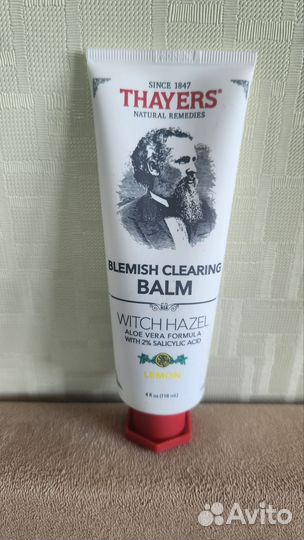 SINCE 1847
THAYERS®
NATURAL REMEDIES
BLEMISH CLEARING
BALM
WITCH HAZEL
ALOE VERA FORMULA
WITH 2% SALICYLIC ACID
LEMON
4 fl oz (118 mL)
Avito